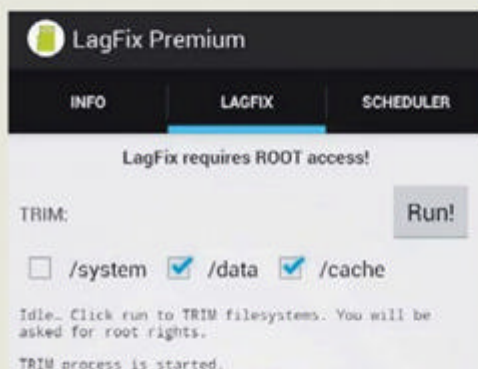 LagFix Premium
INFO LAGFIX SCHEDULER
LagFix requires ROOT access!
TRIM: Run!
/system /data /cache
Idle… Click run to TRIM filesystems. You will be
asked for root rights.
TRIM process is started.